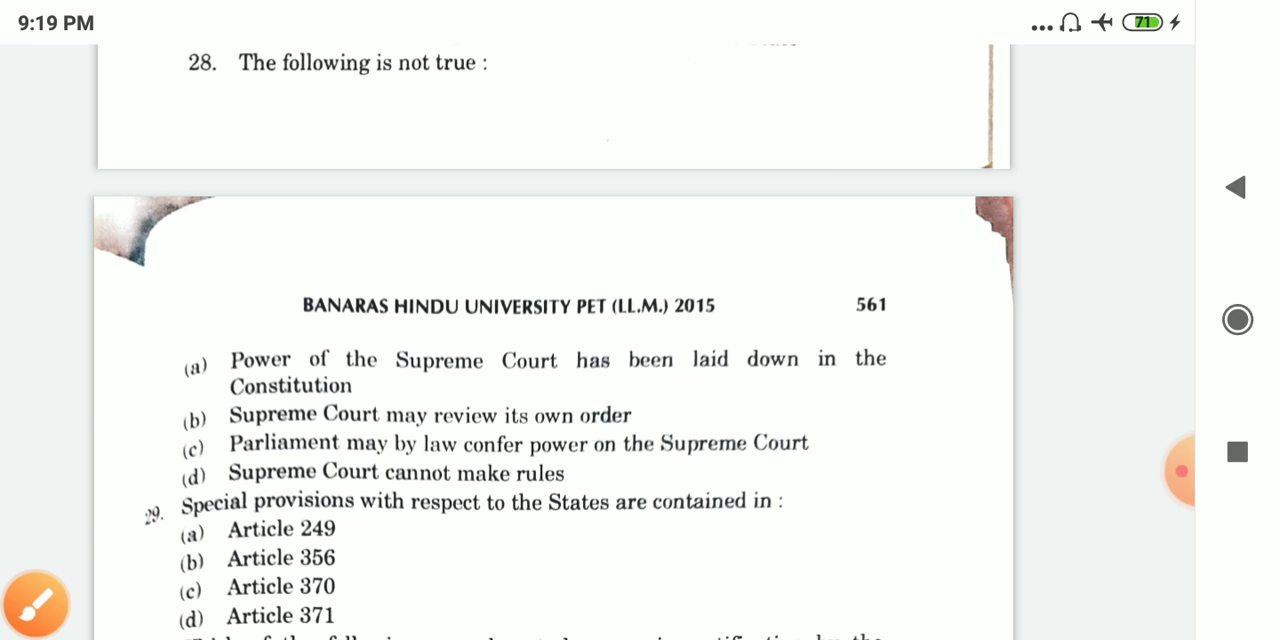 9:19 PM
71
28. The following is not true :
BANARAS HINDU UNIVERSITY PET (LL.M.) 2015 561
(a) Power of the Supreme Court has been laid down in the
Constitution
(b) Supreme Court may review its own order
(c) Parliament may by law confer power on the Supreme Court
(d) Supreme Court cannot make rules
29. Special provisions with respect to the States are contained in :
(a) Article 249
(b) Article 356
(c) Article 370
(d) Article 371